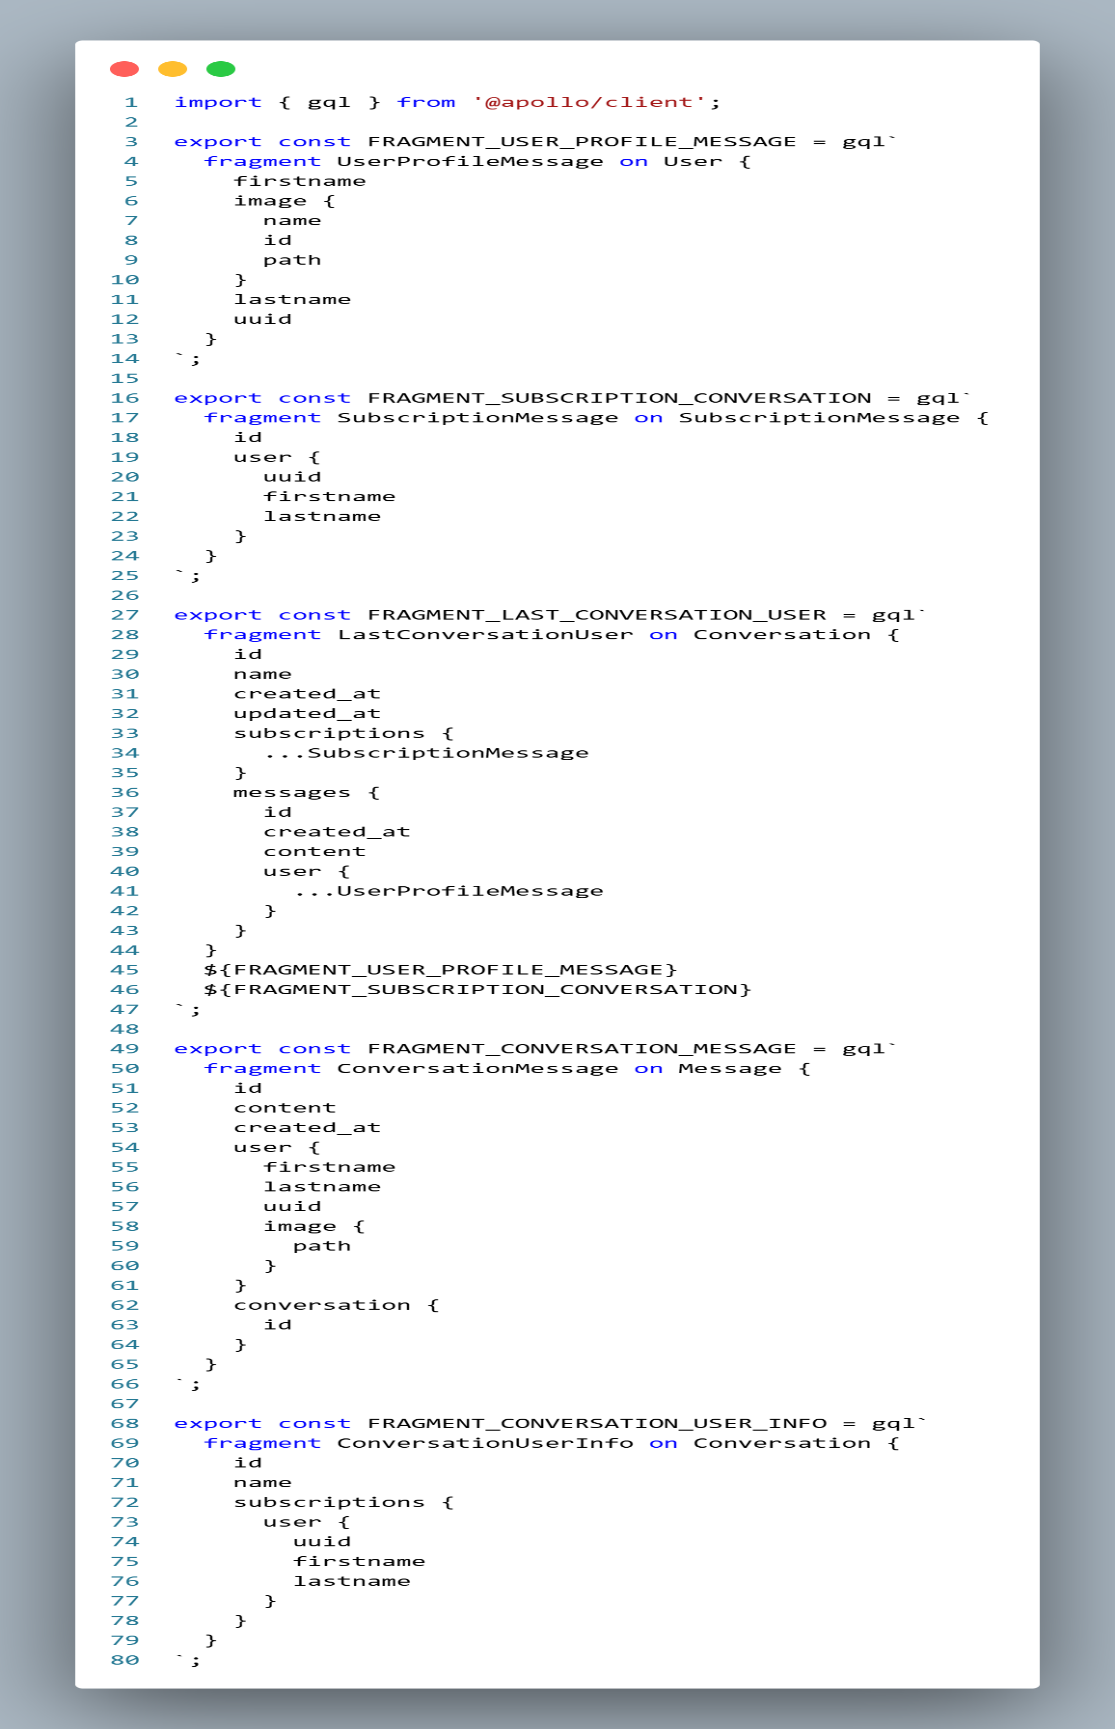 1 import { gql } from '@apollo/client';
2
3 export const FRAGMENT_USER_PROFILE_MESSAGE = gql`
4   fragment UserProfileMessage on User {
5     firstname
6     image {
7       name
8       id
9       path
10     }
11     lastname
12     uuid
13   }
14 `;
15
16 export const FRAGMENT_SUBSCRIPTION_CONVERSATION = gql`
17   fragment SubscriptionMessage on SubscriptionMessage {
18     id
19     user {
20       uuid
21       firstname
22       lastname
23     }
24   }
25 `;
26
27 export const FRAGMENT_LAST_CONVERSATION_USER = gql`
28   fragment LastConversationUser on Conversation {
29     id
30     name
31     created_at
32     updated_at
33     subscriptions {
34       ...SubscriptionMessage
35     }
36     messages {
37       id
38       created_at
39       content
40       user {
41         ...UserProfileMessage
42       }
43     }
44   }
45   ${FRAGMENT_USER_PROFILE_MESSAGE}
46   ${FRAGMENT_SUBSCRIPTION_CONVERSATION}
47 `;
48
49 export const FRAGMENT_CONVERSATION_MESSAGE = gql`
50   fragment ConversationMessage on Message {
51     id
52     content
53     created_at
54     user {
55       firstname
56       lastname
57       uuid
58       image {
59         path
60       }
61     }
62     conversation {
63       id
64     }
65   }
66 `;
67
68 export const FRAGMENT_CONVERSATION_USER_INFO = gql`
69   fragment ConversationUserInfo on Conversation {
70     id
71     name
72     subscriptions {
73       user {
74         uuid
75         firstname
76         lastname
77       }
78     }
79   }
80 `;